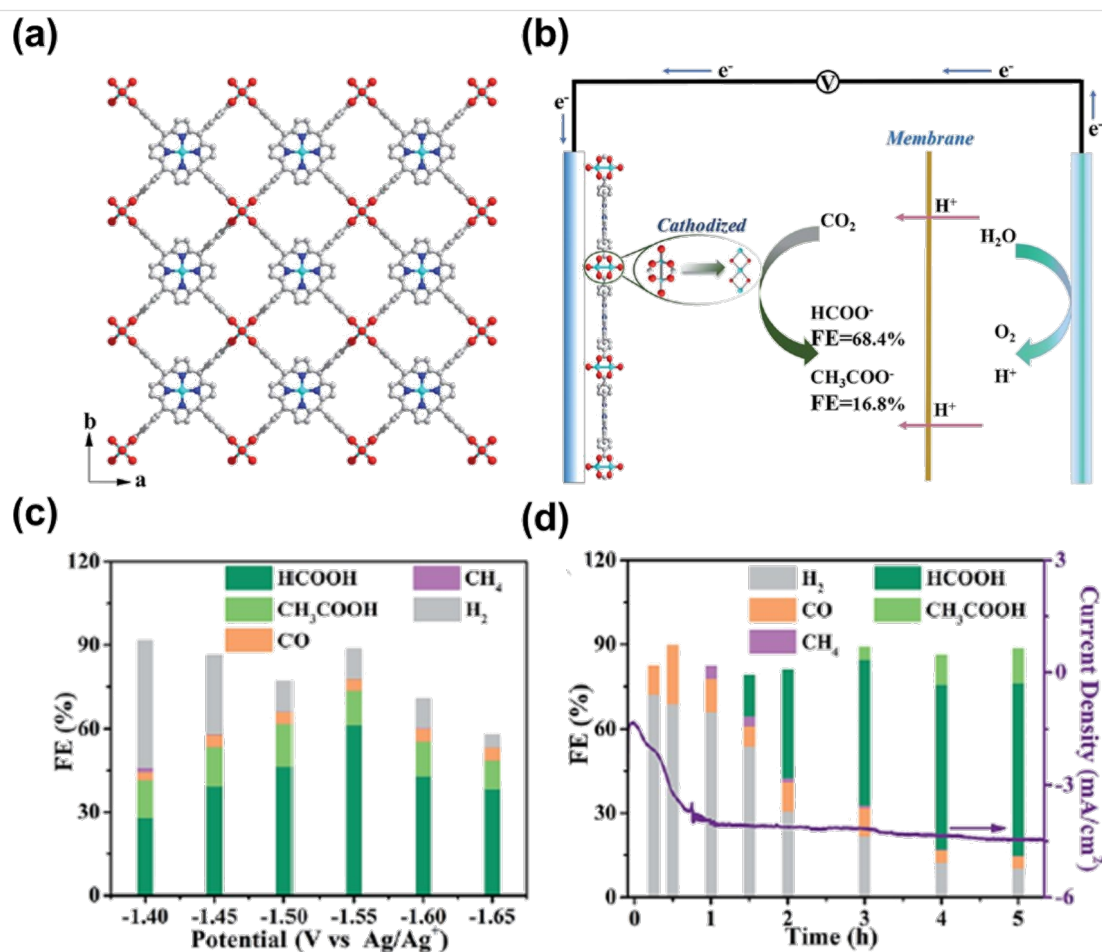 (a)
b
a
(b)
e⁻
e⁻
V
e⁻
e⁻
Membrane
Cathodized
CO₂
H⁺
H₂O
HCOO⁻
FE=68.4%
CH₃COO⁻
FE=16.8%
O₂
H⁺
H⁺
(c)
120
90
60
30
0
FE (%)
HCOOH
CH₄
CH₃COOH
H₂
CO
-1.40 -1.45 -1.50 -1.55 -1.60 -1.65
Potential (V vs Ag/Ag⁺)
(d)
120
90
60
30
0
FE (%)
H₂
HCOOH
CO
CH₃COOH
CH₄
3
0
-3
-6
Current Density (mA/cm²)
0 1 2 3 4 5
Time (h)